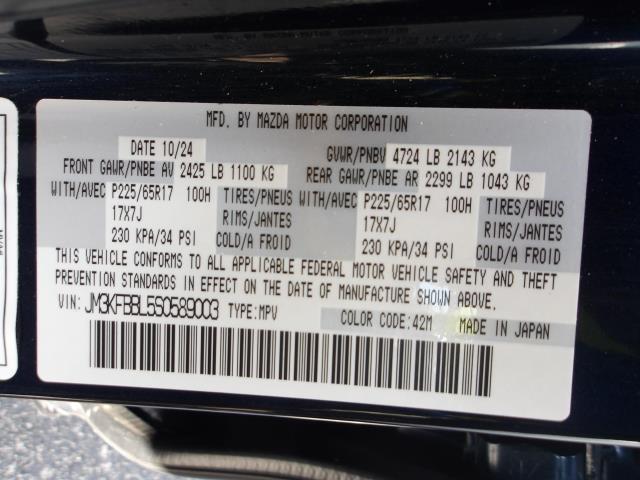 MFD. BY MAZDA MOTOR CORPORATION
DATE 10/24 GVWR/PNBV 4724 LB 2143 KG
FRONT GAWR/PNBE AV 2425 LB 1100 KG REAR GAWR/PNBE AR 2299 LB 1043 KG
WITH/AVEC P225/65R17 100H TIRES/PNEUS WITH/AVEC P225/65R17 100H TIRES/PNEUS
17X7J RIMS/JANTES 17X7J RIMS/JANTES
230 KPA/34 PSI COLD/A FROID 230 KPA/34 PSI COLD/A FROID
THIS VEHICLE CONFORMS TO ALL APPLICABLE FEDERAL MOTOR VEHICLE SAFETY AND THEFT
PREVENTION STANDARDS IN EFFECT ON THE DATE OF MANUFACTURE SHOWN ABOVE.
VIN: JM3KFBBL5S0589003 TYPE:MPV COLOR CODE:42M MADE IN JAPAN